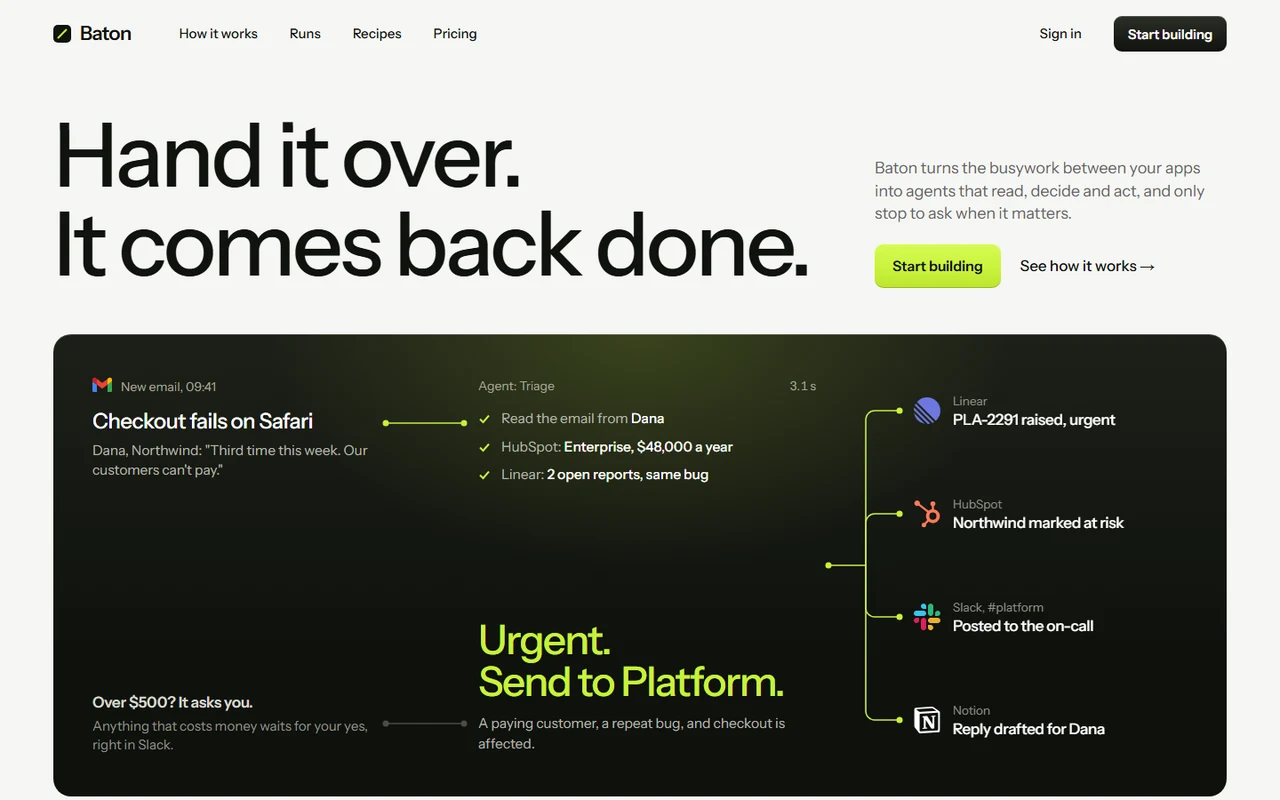 Baton
How it works
Runs
Recipes
Pricing
Sign in
Start building
Hand it over.
It comes back done.
Baton turns the busywork between your apps
into agents that read, decide and act, and only
stop to ask when it matters.
Start building
See how it works →
New email, 09:41
Checkout fails on Safari
Dana, Northwind: "Third time this week. Our
customers can't pay."
Over $500? It asks you.
Anything that costs money waits for your yes,
right in Slack.
Agent: Triage
3.1 s
Read the email from Dana
HubSpot: Enterprise, $48,000 a year
Linear: 2 open reports, same bug
Urgent.
Send to Platform.
A paying customer, a repeat bug, and checkout is
affected.
Linear
PLA-2291 raised, urgent
HubSpot
Northwind marked at risk
Slack, #platform
Posted to the on-call
Notion
Reply drafted for Dana